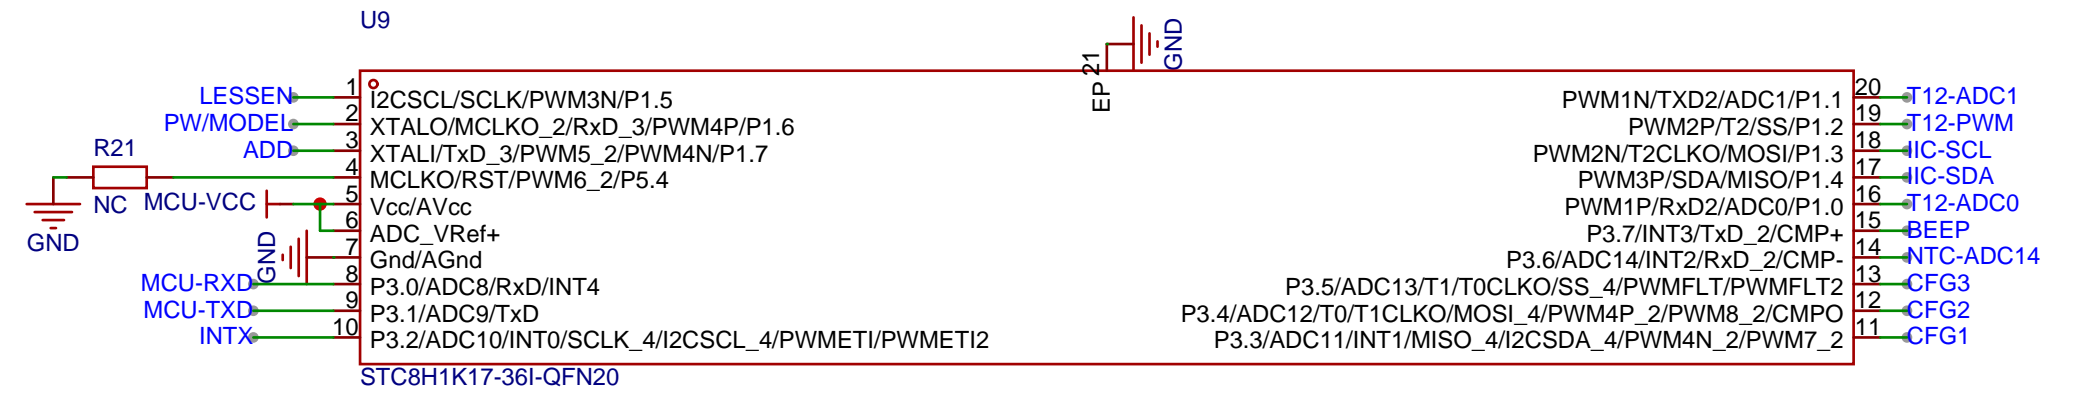 U9
GND
EP 21
LESSEN 1 I2CSCL/SCLK/PWM3N/P1.5
PW/MODEL 2 XTALO/MCLKO_2/RxD_3/PWM4P/P1.6
ADD 3 XTALI/TxD_3/PWM5_2/PWM4N/P1.7
R21
4 MCLKO/RST/PWM6_2/P5.4
NC
GND
MCU-VCC 5 Vcc/AVcc
6 ADC_VRef+
GND
7 Gnd/AGnd
MCU-RXD 8 P3.0/ADC8/RxD/INT4
MCU-TXD 9 P3.1/ADC9/TxD
INTX 10 P3.2/ADC10/INT0/SCLK_4/I2CSCL_4/PWMETI/PWMETI2
PWM1N/TXD2/ADC1/P1.1 20 T12-ADC1
PWM2P/T2/SS/P1.2 19 T12-PWM
PWM2N/T2CLKO/MOSI/P1.3 18 IIC-SCL
PWM3P/SDA/MISO/P1.4 17 IIC-SDA
PWM1P/RxD2/ADC0/P1.0 16 T12-ADC0
P3.7/INT3/TxD_2/CMP+ 15 BEEP
P3.6/ADC14/INT2/RxD_2/CMP- 14 NTC-ADC14
P3.5/ADC13/T1/T0CLKO/SS_4/PWMFLT/PWMFLT2 13 CFG3
P3.4/ADC12/T0/T1CLKO/MOSI_4/PWM4P_2/PWM8_2/CMPO 12 CFG2
P3.3/ADC11/INT1/MISO_4/I2CSDA_4/PWM4N_2/PWM7_2 11 CFG1
STC8H1K17-36I-QFN20